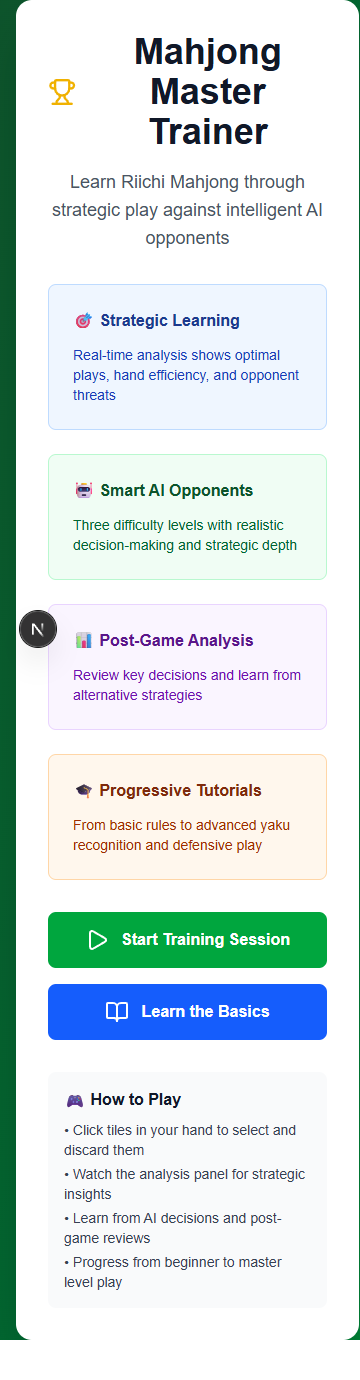 Mahjong
Master
Trainer
Learn Riichi Mahjong through
strategic play against intelligent AI
opponents
Strategic Learning
Real-time analysis shows optimal
plays, hand efficiency, and opponent
threats
Smart AI Opponents
Three difficulty levels with realistic
decision-making and strategic depth
N
Post-Game Analysis
Review key decisions and learn from
alternative strategies
Progressive Tutorials
From basic rules to advanced yaku
recognition and defensive play
Start Training Session
Learn the Basics
How to Play
• Click tiles in your hand to select and
discard them
• Watch the analysis panel for strategic
insights
• Learn from AI decisions and post-
game reviews
• Progress from beginner to master
level play